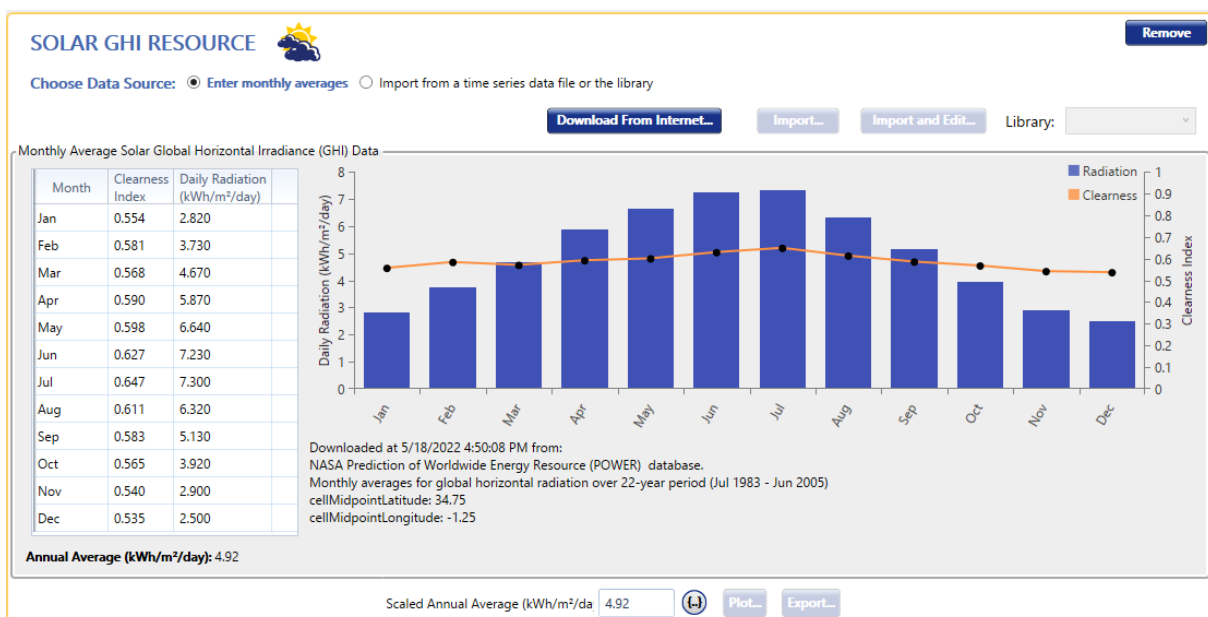 SOLAR GHI RESOURCE
Remove
Choose Data Source: Enter monthly averages Import from a time series data file or the library
Download From Internet... Import... Import and Edit... Library:
Monthly Average Solar Global Horizontal Irradiance (GHI) Data
Month Clearness Index Daily Radiation (kWh/m²/day)
Jan 0.554 2.820
Feb 0.581 3.730
Mar 0.568 4.670
Apr 0.590 5.870
May 0.598 6.640
Jun 0.627 7.230
Jul 0.647 7.300
Aug 0.611 6.320
Sep 0.583 5.130
Oct 0.565 3.920
Nov 0.540 2.900
Dec 0.535 2.500
Annual Average (kWh/m²/day): 4.92
Daily Radiation (kWh/m²/day)
8
7
6
5
4
3
2
1
0
Radiation
Clearness
1
0.9
0.8
0.7
0.6
0.5
0.4
0.3
0.2
0.1
0
Clearness Index
Jan Feb Mar Apr May Jun Jul Aug Sep Oct Nov Dec
Downloaded at 5/18/2022 4:50:08 PM from:
NASA Prediction of Worldwide Energy Resource (POWER) database.
Monthly averages for global horizontal radiation over 22-year period (Jul 1983 - Jun 2005)
cellMidpointLatitude: 34.75
cellMidpointLongitude: -1.25
Scaled Annual Average (kWh/m²/da 4.92 {..} Plot... Export...